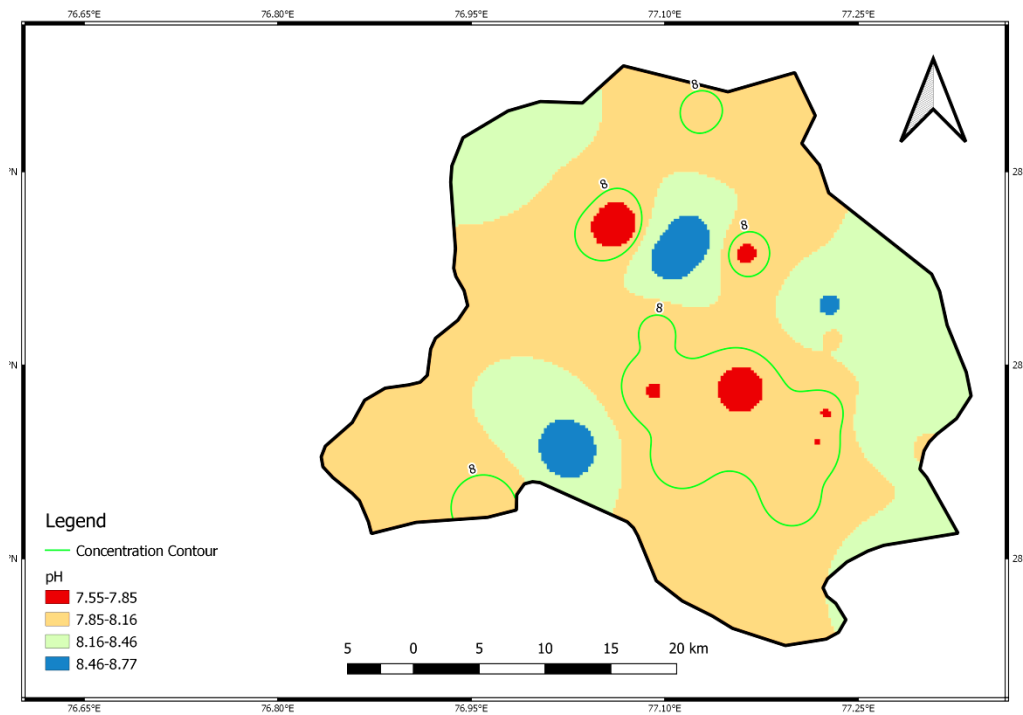 76.65°E 76.80°E 76.95°E 77.10°E 77.25°E
8
8
8
°N 28
8
°N 28
8
Legend
Concentration Contour
°N 28
pH
7.55-7.85
7.85-8.16
8.16-8.46
8.46-8.77
5 0 5 10 15 20 km
76.65°E 76.80°E 76.95°E 77.10°E 77.25°E